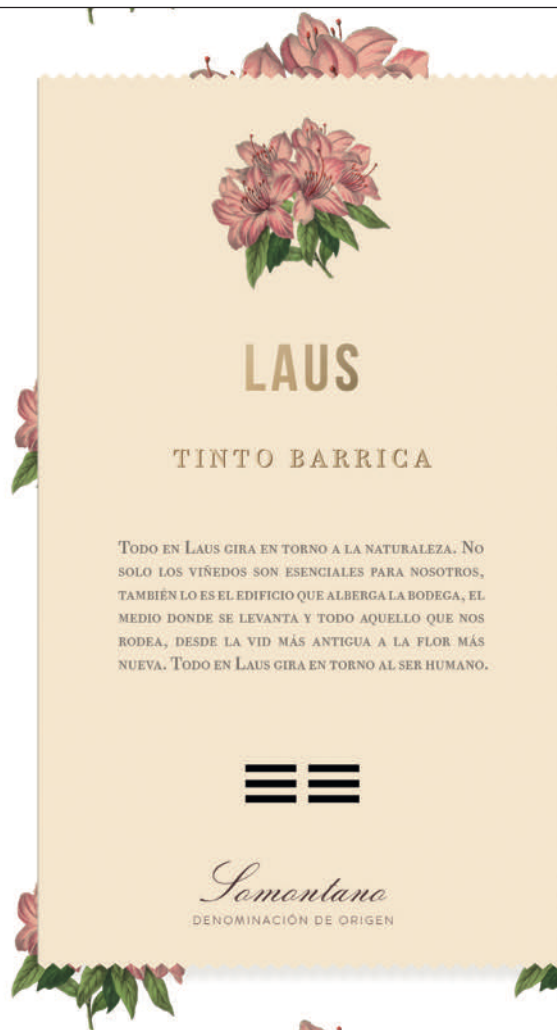 LAUS
TINTO BARRICA
Todo en Laus gira en torno a la naturaleza. No
solo los viñedos son esenciales para nosotros,
también lo es el edificio que alberga la bodega, el
medio donde se levanta y todo aquello que nos
rodea, desde la vid más antigua a la flor más
nueva. Todo en Laus gira en torno al ser humano.
Somontano
DENOMINACIÓN DE ORIGEN